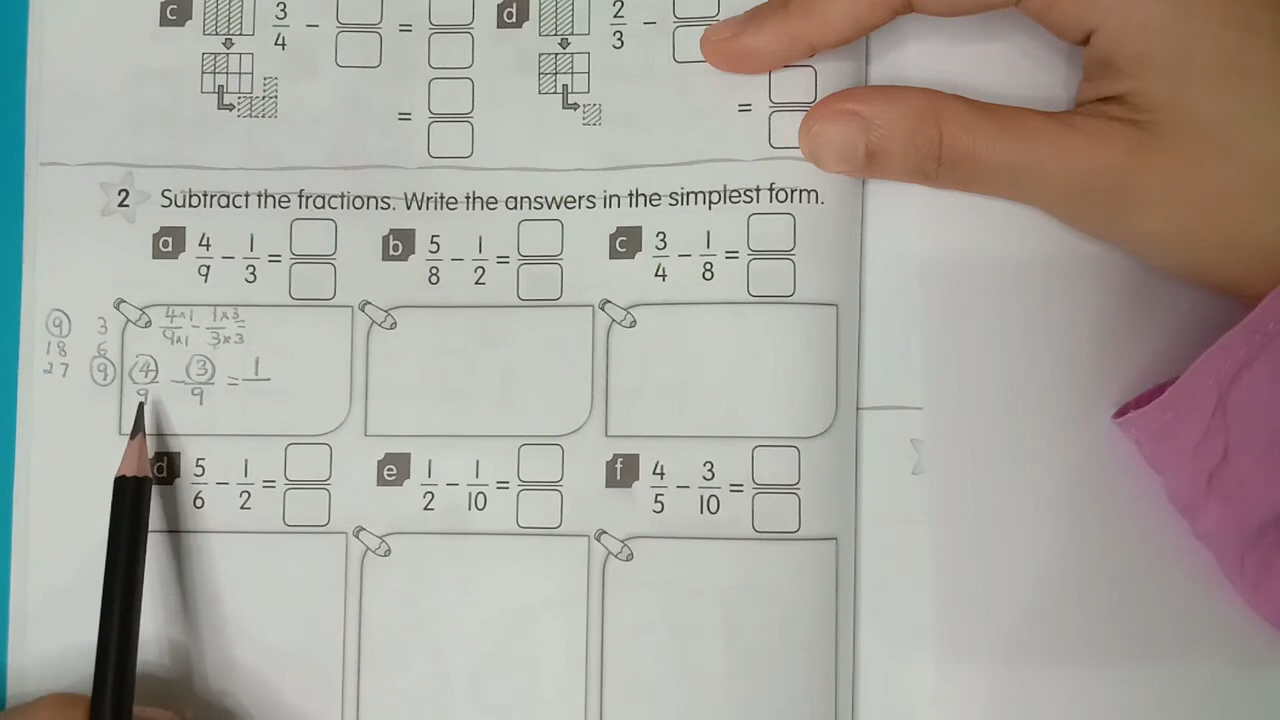 c 3/4 - =
=
d 2/3 -
=
2 Subtract the fractions. Write the answers in the simplest form.
a 4/9 - 1/3 =
b 5/8 - 1/2 =
c 3/4 - 1/8 =
9 3
18 6
27 9
4×1/9×1 - 1×3/3×3 =
4/9 - 3/9 = 1/
d 5/6 - 1/2 =
e 1/2 - 1/10 =
f 4/5 - 3/10 =